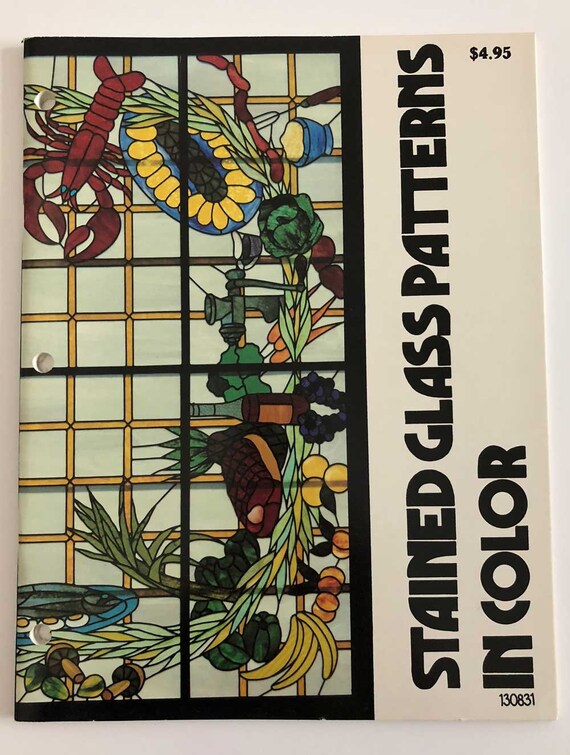 $4.95
STAINED GLASS PATTERNS
IN COLOR
130831